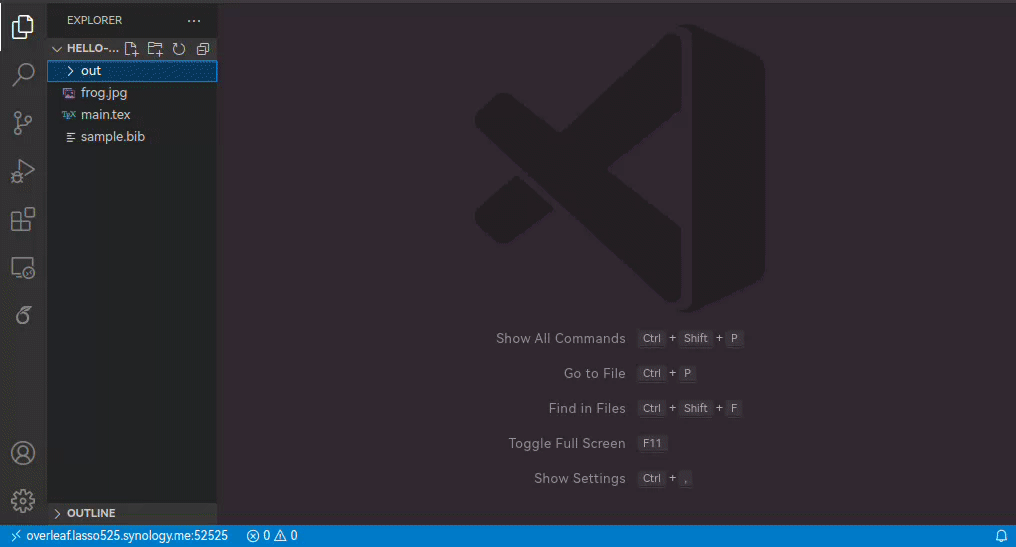 EXPLORER ...
HELLO-...
out
frog.jpg
TEX main.tex
sample.bib
Show All Commands Ctrl + Shift + P
Go to File Ctrl + P
Find in Files Ctrl + Shift + F
Toggle Full Screen F11
Show Settings Ctrl + ,
OUTLINE
overleaf.lasso525.synology.me:52525 0 0